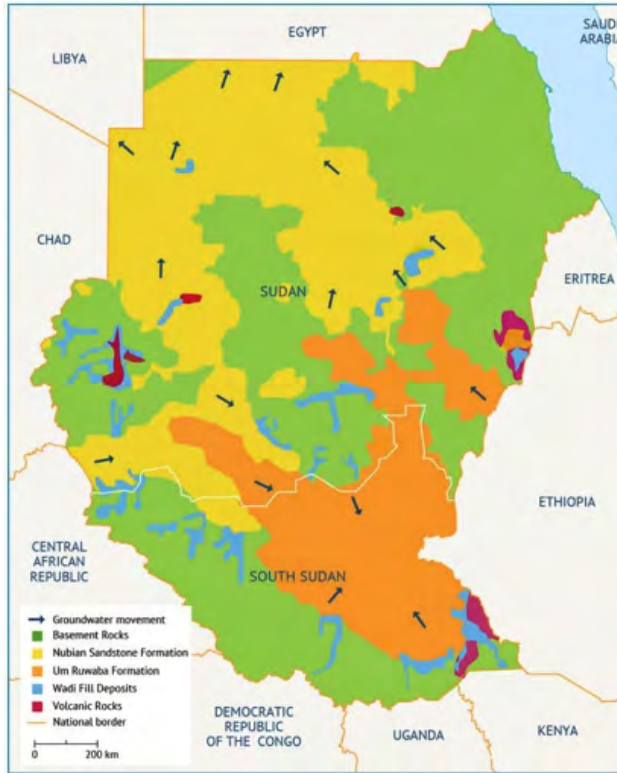 EGYPT
SAUDI
ARABIA
LIBYA
CHAD
SUDAN
ERITREA
ETHIOPIA
CENTRAL
AFRICAN
REPUBLIC
SOUTH SUDAN
Groundwater movement
Basement Rocks
Nubian Sandstone Formation
Um Ruwaba Formation
Wadi Fill Deposits
Volcanic Rocks
National border
0 200 km
DEMOCRATIC
REPUBLIC
OF THE CONGO
UGANDA
KENYA